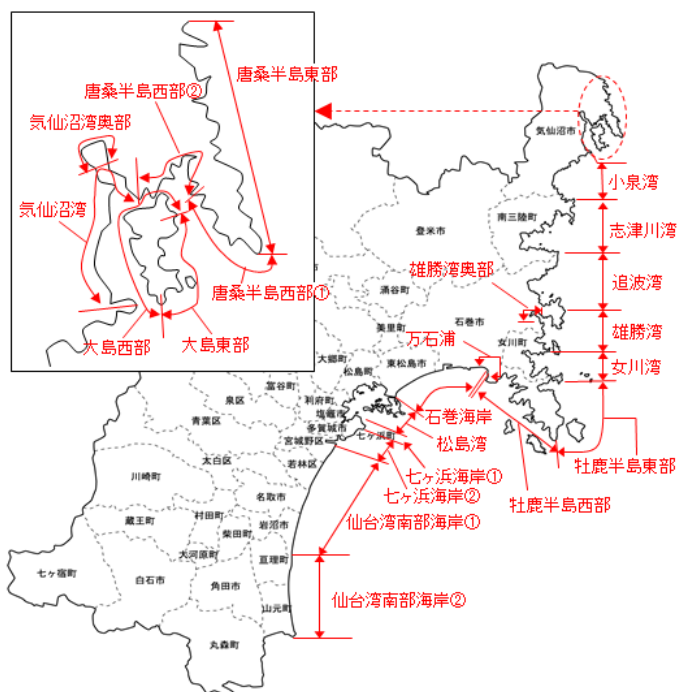 唐桑半島東部
唐桑半島西部②
気仙沼湾奥部
気仙沼湾
唐桑半島西部①
大島西部
大島東部
気仙沼市
小泉湾
南三陸町
志津川湾
登米市
雄勝湾奥部
追波湾
涌谷町
石巻市
美里町
万石浦
女川町
雄勝湾
女川湾
大郷町
東松島市
松島町
富谷町
利府町
泉区
塩竈市
石巻海岸
青葉区
多賀城市
七ヶ浜町
松島湾
宮城野区
牡鹿半島東部
太白区
若林区
七ヶ浜海岸①
川崎町
七ヶ浜海岸②
牡鹿半島西部
名取市
蔵王町
村田町
岩沼市
仙台湾南部海岸①
柴田町
大河原町
亘理町
七ヶ宿町
白石市
角田市
仙台湾南部海岸②
山元町
丸森町